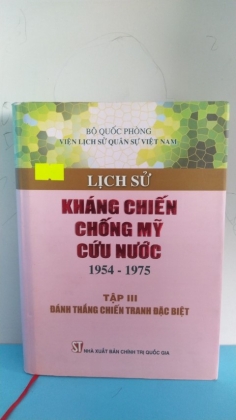 BỘ QUỐC PHÒNG
VIỆN LỊCH SỬ QUÂN SỰ VIỆT NAM
LỊCH SỬ
KHÁNG CHIẾN
CHỐNG MỸ
CỨU NƯỚC
1954 - 1975
TẬP III
ĐÁNH THẮNG CHIẾN TRANH ĐẶC BIỆT
ST NHÀ XUẤT BẢN CHÍNH TRỊ QUỐC GIA